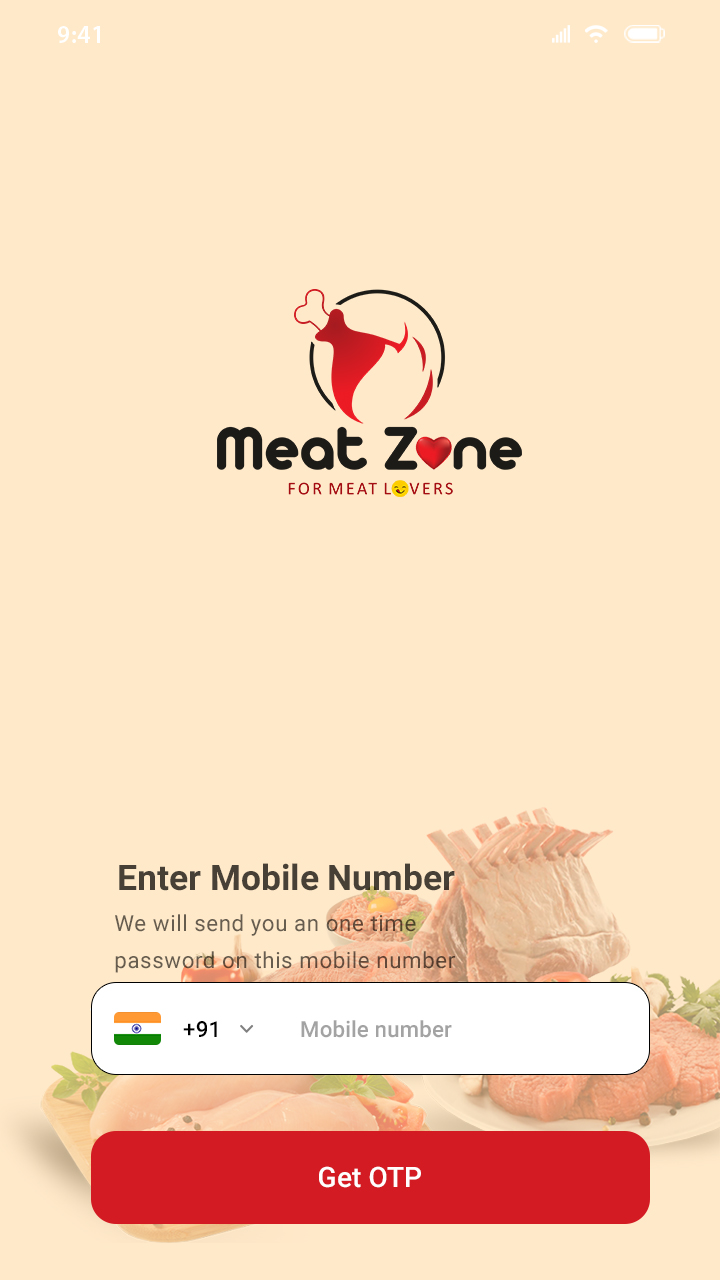 9:41
Meat Zone
FOR MEAT LOVERS
Enter Mobile Number
We will send you an one time
password on this mobile number
+91 Mobile number
Get OTP